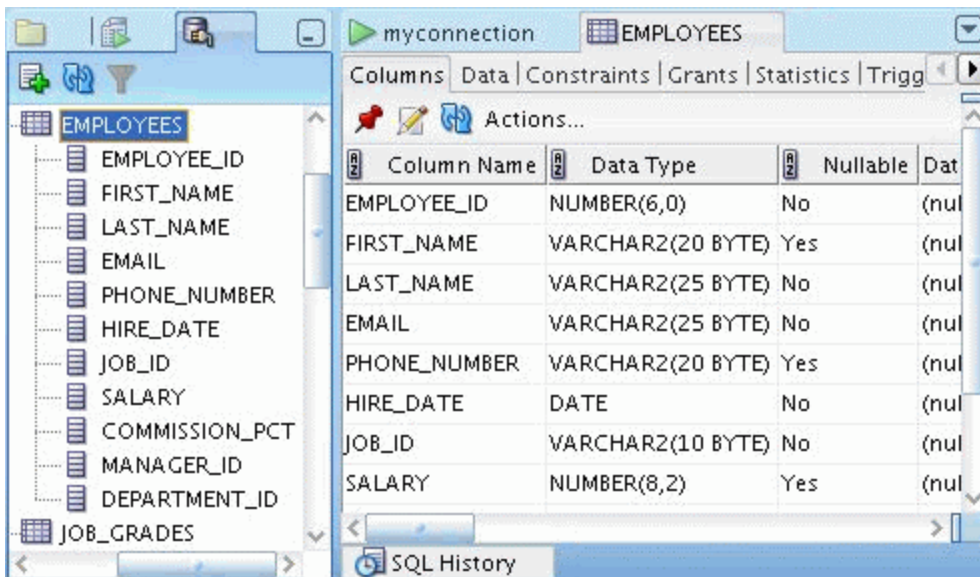 EMPLOYEES
EMPLOYEE_ID
FIRST_NAME
LAST_NAME
EMAIL
PHONE_NUMBER
HIRE_DATE
JOB_ID
SALARY
COMMISSION_PCT
MANAGER_ID
DEPARTMENT_ID
JOB_GRADES
myconnection EMPLOYEES
Columns Data | Constraints | Grants | Statistics | Trigg
Actions...
Column Name Data Type Nullable Dat
EMPLOYEE_ID NUMBER(6,0) No (nul
FIRST_NAME VARCHAR2(20 BYTE) Yes (nul
LAST_NAME VARCHAR2(25 BYTE) No (nul
EMAIL VARCHAR2(25 BYTE) No (nul
PHONE_NUMBER VARCHAR2(20 BYTE) Yes (nul
HIRE_DATE DATE No (nul
JOB_ID VARCHAR2(10 BYTE) No (nul
SALARY NUMBER(8,2) Yes (nul
SQL History